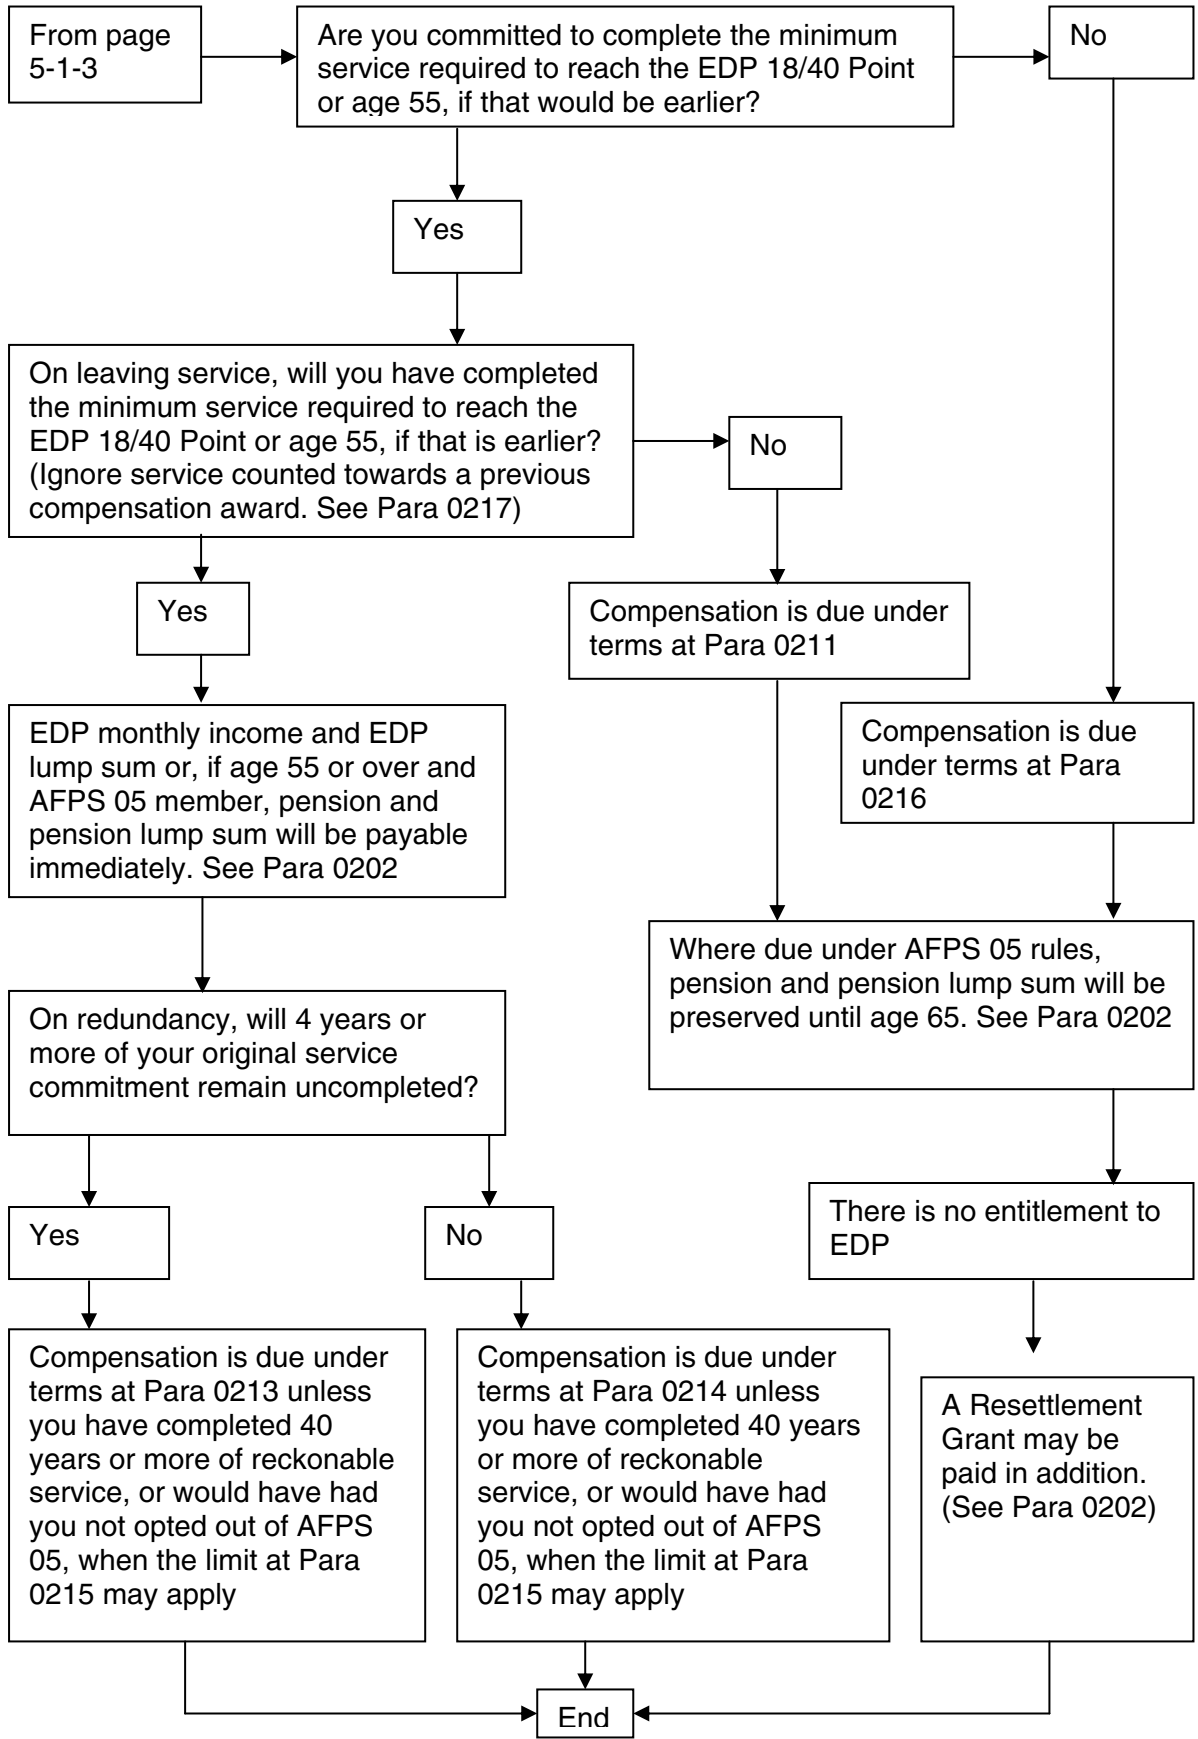 From page
5-1-3
Are you committed to complete the minimum
service required to reach the EDP 18/40 Point
or age 55, if that would be earlier?
No
Yes
On leaving service, will you have completed
the minimum service required to reach the
EDP 18/40 Point or age 55, if that is earlier?
(Ignore service counted towards a previous
compensation award. See Para 0217)
No
Yes
Compensation is due under
terms at Para 0211
EDP monthly income and EDP
lump sum or, if age 55 or over and
AFPS 05 member, pension and
pension lump sum will be payable
immediately. See Para 0202
Compensation is due
under terms at Para
0216
Where due under AFPS 05 rules,
pension and pension lump sum will be
preserved until age 65. See Para 0202
On redundancy, will 4 years or
more of your original service
commitment remain uncompleted?
There is no entitlement to
EDP
Yes
No
Compensation is due under
terms at Para 0213 unless
you have completed 40
years or more of reckonable
service, or would have had
you not opted out of AFPS
05, when the limit at Para
0215 may apply
Compensation is due under
terms at Para 0214 unless
you have completed 40 years
or more of reckonable
service, or would have had
you not opted out of AFPS
05, when the limit at Para
0215 may apply
A Resettlement
Grant may be
paid in addition.
(See Para 0202)
End